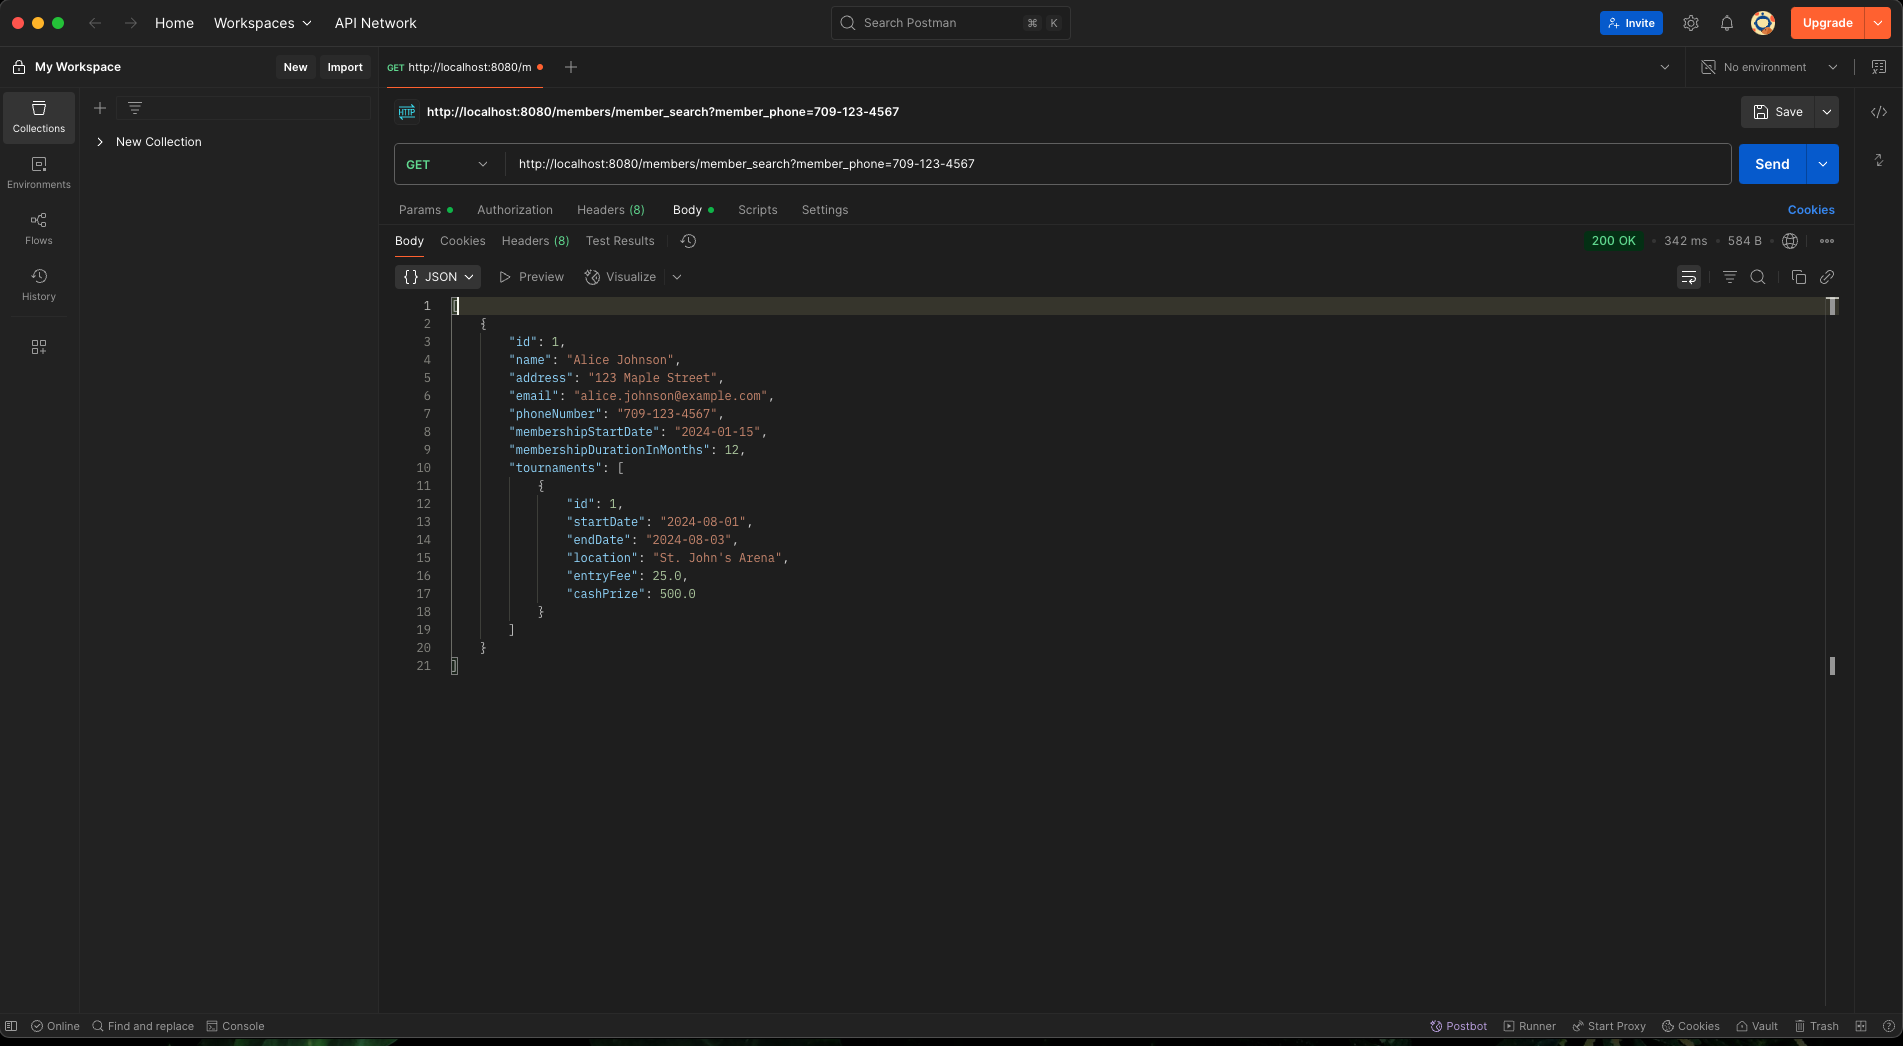 Home Workspaces API Network Search Postman ⌘ K Invite Upgrade
My Workspace New Import GET http://localhost:8080/m No environment
HTTP http://localhost:8080/members/member_search?member_phone=709-123-4567 Save
Collections
New Collection
GET http://localhost:8080/members/member_search?member_phone=709-123-4567 Send
Environments
Params Authorization Headers (8) Body Scripts Settings Cookies
Flows
Body Cookies Headers (8) Test Results 200 OK 342 ms 584 B
{} JSON Preview Visualize
History
1 [
2 {
3 "id": 1,
4 "name": "Alice Johnson",
5 "address": "123 Maple Street",
6 "email": "alice.johnson@example.com",
7 "phoneNumber": "709-123-4567",
8 "membershipStartDate": "2024-01-15",
9 "membershipDurationInMonths": 12,
10 "tournaments": [
11 {
12 "id": 1,
13 "startDate": "2024-08-01",
14 "endDate": "2024-08-03",
15 "location": "St. John's Arena",
16 "entryFee": 25.0,
17 "cashPrize": 500.0
18 }
19 ]
20 }
21 ]
Online Find and replace Console Postbot Runner Start Proxy Cookies Vault Trash